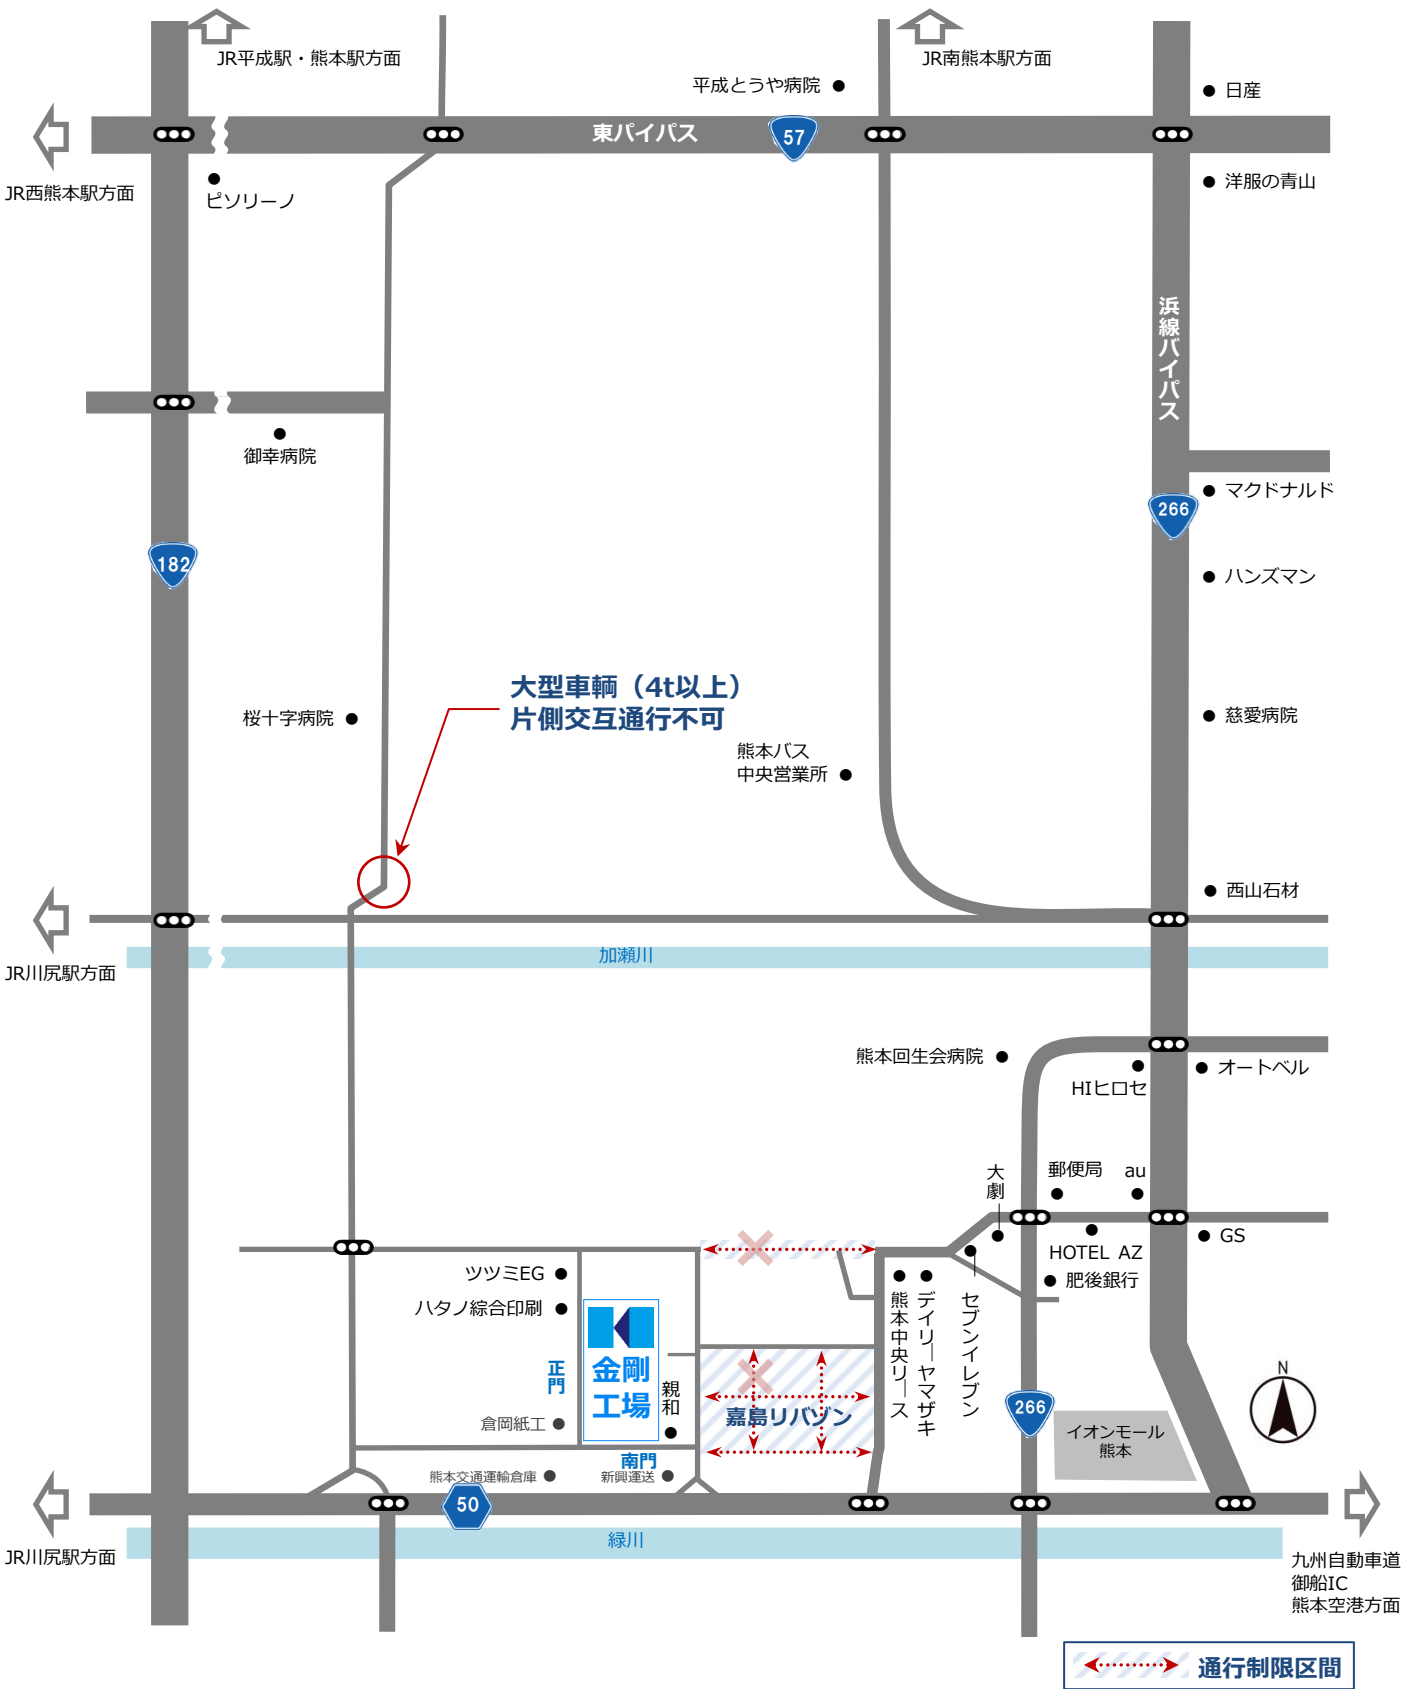 JR平成駅・熊本駅方面
JR南熊本駅方面
平成とうや病院
日産
東パイパス
57
JR西熊本駅方面
ピソリーノ
洋服の青山
浜線バイパス
御幸病院
マクドナルド
266
182
ハンズマン
大型車輌（4t以上）
片側交互通行不可
桜十字病院
慈愛病院
熊本バス
中央営業所
西山石材
JR川尻駅方面
加瀬川
熊本回生会病院
オートベル
HIヒロセ
大劇
郵便局
au
GS
HOTEL AZ
肥後銀行
ツツミEG
ハタノ綜合印刷
熊本中央リース
デイリーヤマザキ
セブンイレブン
正門
金剛
工場
親和
N
266
嘉島リバゾン
イオンモール
熊本
倉岡紙工
南門
熊本交通運輸倉庫
新興運送
50
JR川尻駅方面
緑川
九州自動車道
御船IC
熊本空港方面
通行制限区間